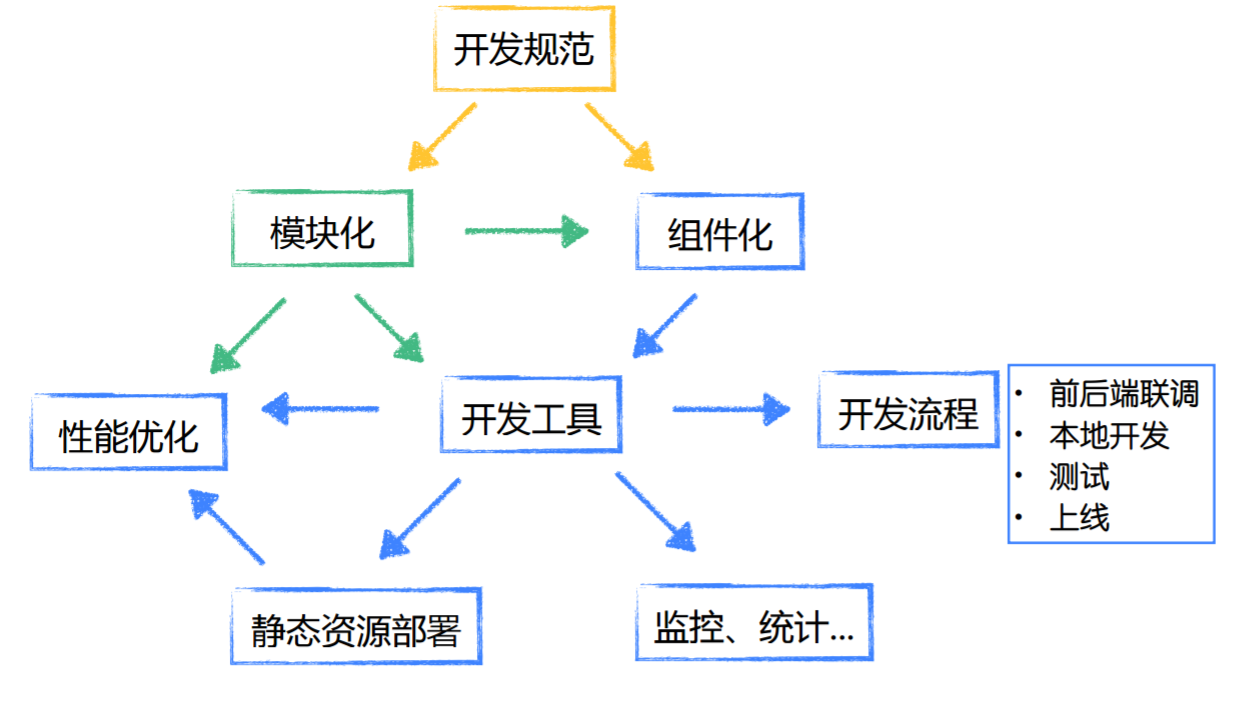 开发规范
模块化
组件化
性能优化
开发工具
开发流程
• 前后端联调
• 本地开发
• 测试
• 上线
静态资源部署
监控、统计...